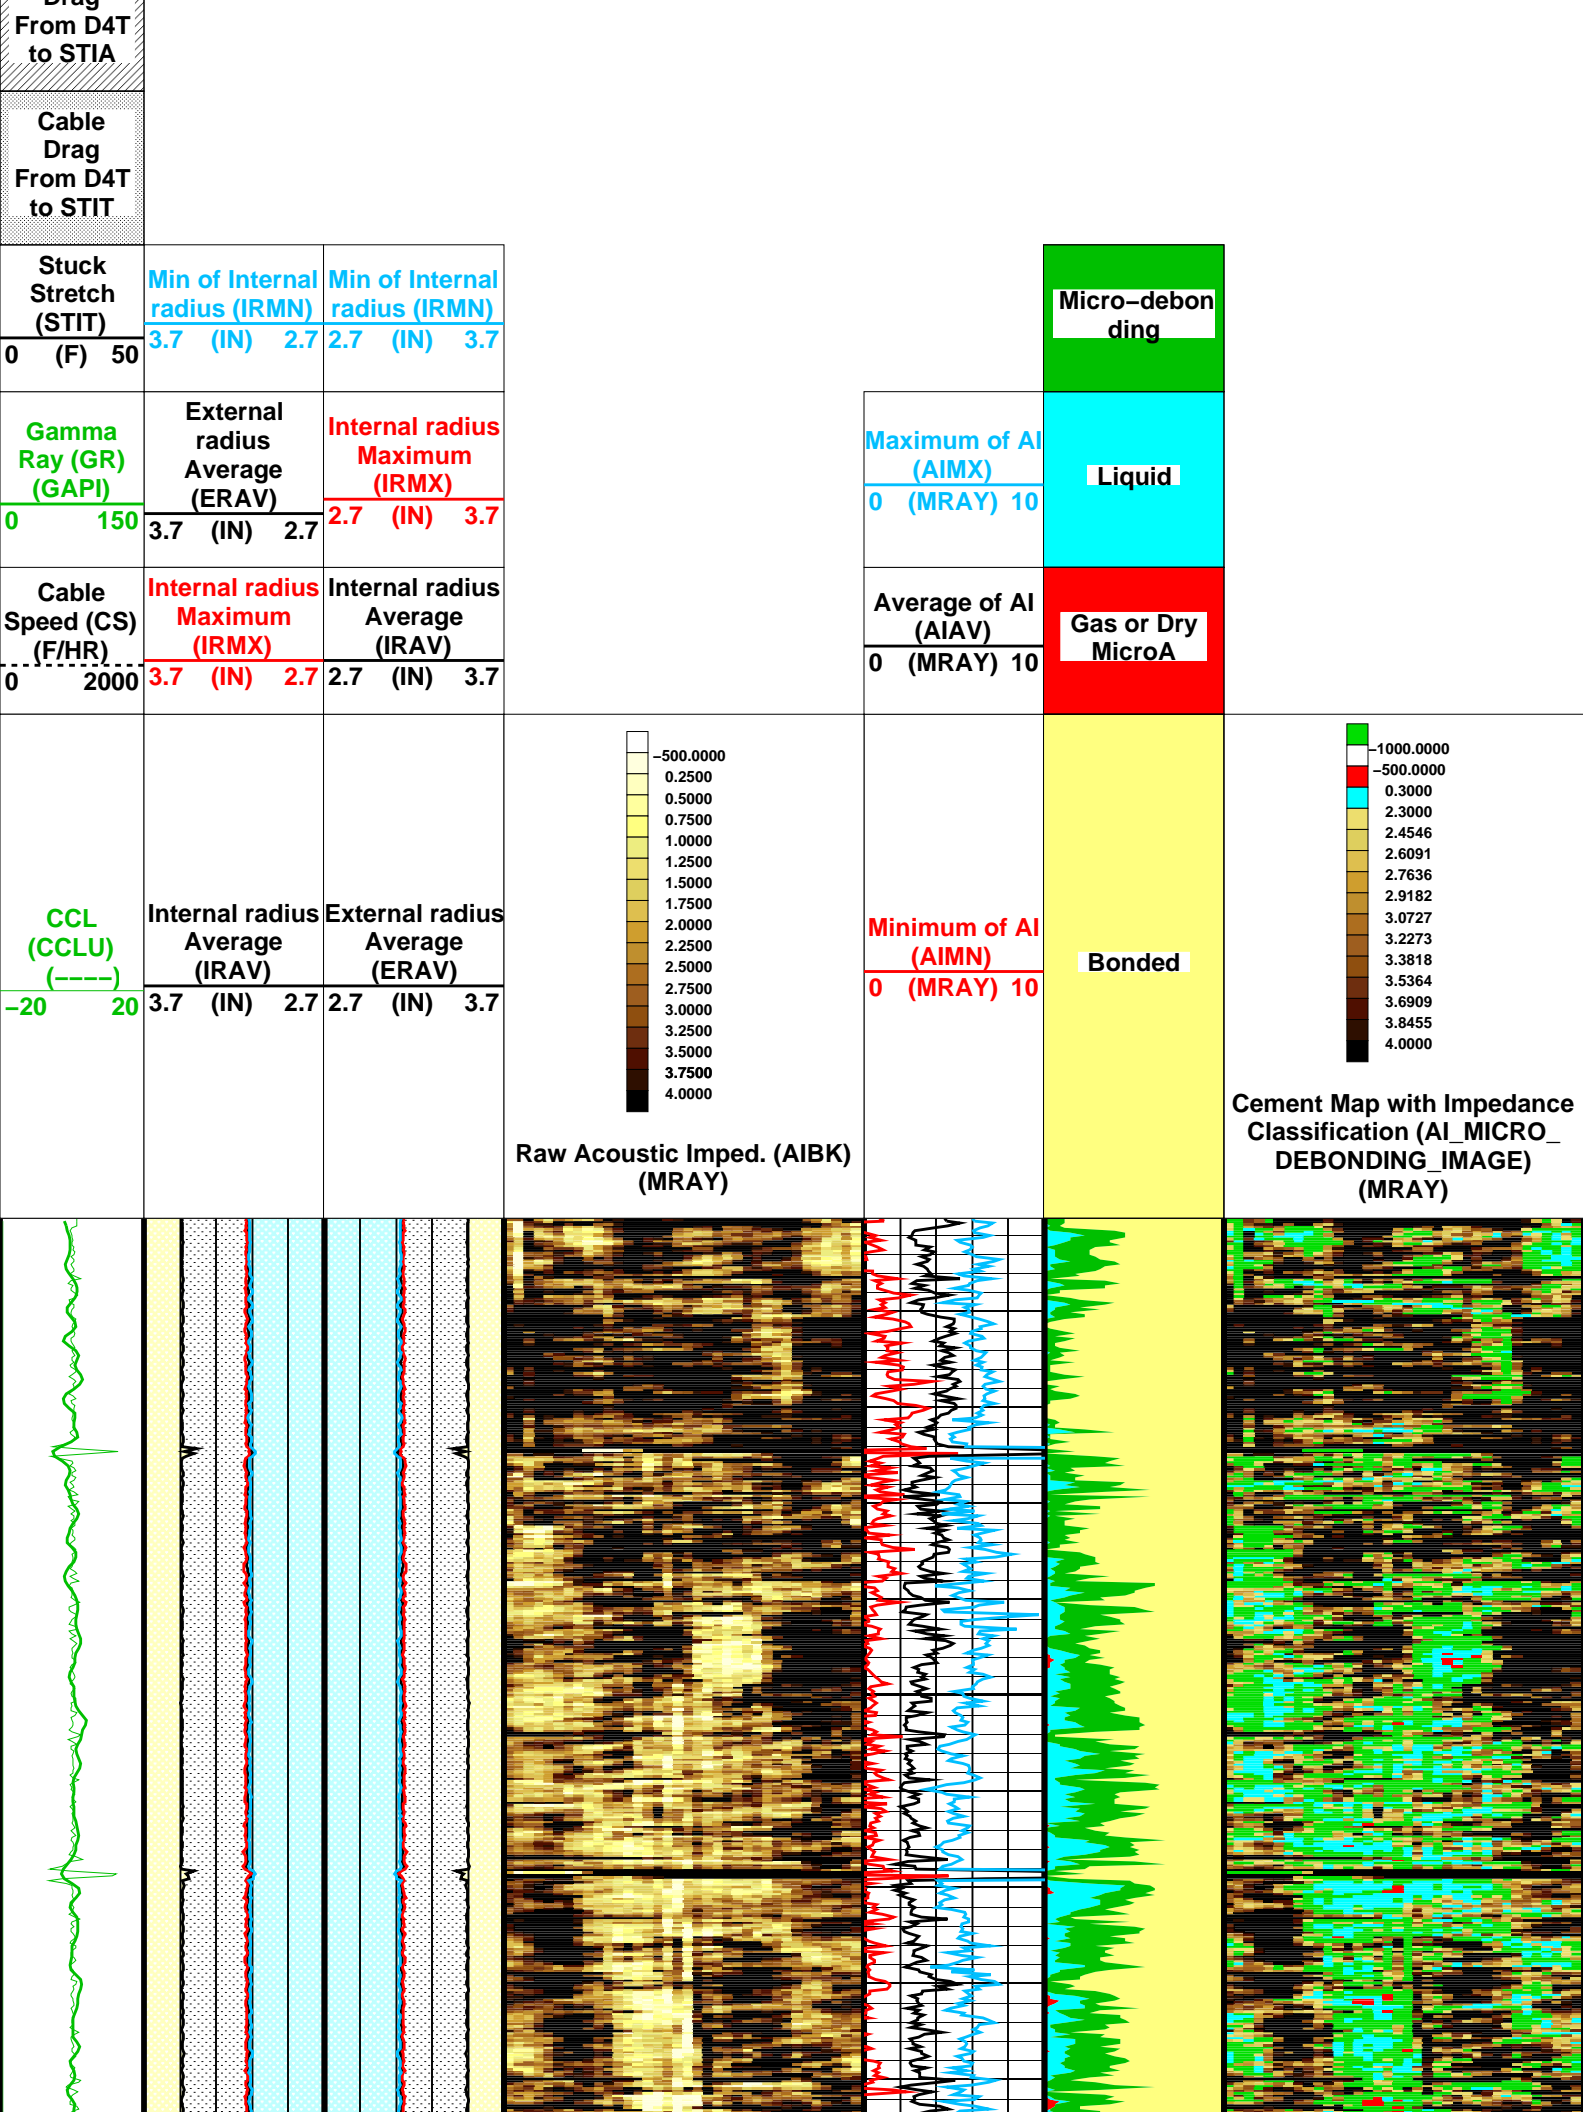 Drag
From D4T
to STIA
Cable
Drag
From D4T
to STIT
Stuck
Stretch
(STIT)
0 (F) 50
Min of Internal
radius (IRMN)
3.7 (IN) 2.7
Min of Internal
radius (IRMN)
2.7 (IN) 3.7
Micro-debon
ding
Gamma
Ray (GR)
(GAPI)
0 150
External
radius
Average
(ERAV)
3.7 (IN) 2.7
Internal radius
Maximum
(IRMX)
2.7 (IN) 3.7
Maximum of AI
(AIMX)
0 (MRAY) 10
Liquid
Cable
Speed (CS)
(F/HR)
0 2000
Internal radius
Maximum
(IRMX)
3.7 (IN) 2.7
Internal radius
Average
(IRAV)
2.7 (IN) 3.7
Average of AI
(AIAV)
0 (MRAY) 10
Gas or Dry
MicroA
CCL
(CCLU)
(----)
-20 20
Internal radius
Average
(IRAV)
3.7 (IN) 2.7
External radius
Average
(ERAV)
2.7 (IN) 3.7
-500.0000
0.2500
0.5000
0.7500
1.0000
1.2500
1.5000
1.7500
2.0000
2.2500
2.5000
2.7500
3.0000
3.2500
3.5000
3.7500
4.0000
Raw Acoustic Imped. (AIBK)
(MRAY)
Minimum of AI
(AIMN)
0 (MRAY) 10
Bonded
-1000.0000
-500.0000
0.3000
2.3000
2.4546
2.6091
2.7636
2.9182
3.0727
3.2273
3.3818
3.5364
3.6909
3.8455
4.0000
Cement Map with Impedance
Classification (AI_MICRO_
DEBONDING_IMAGE)
(MRAY)